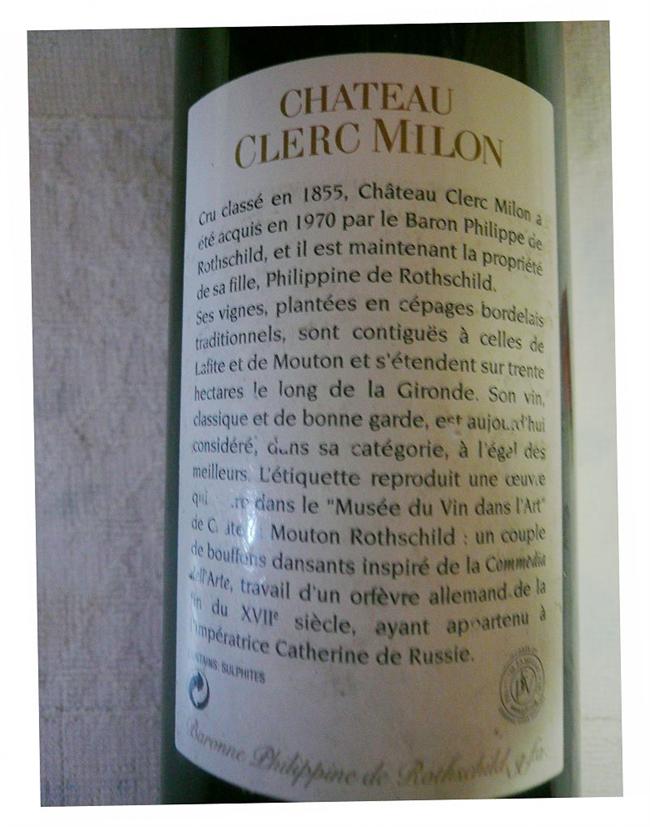 CHATEAU
CLERC MILON
Cru classé en 1855, Château Clerc Milon a
été acquis en 1970 par le Baron Philippe de
Rothschild, et il est maintenant la propriété
de sa fille, Philippine de Rothschild.
Ses vignes, plantées en cépages bordelais
traditionnels, sont contiguës à celles de
Lafite et de Mouton et s'étendent sur trente
hectares le long de la Gironde. Son vin,
classique et de bonne garde, est aujourd'hui
considéré, dans sa catégorie, à l'égal des
meilleurs. L'étiquette reproduit une œuvre
qui dans le "Musée du Vin dans l'Art"
de Château Mouton Rothschild : un couple
de bouffons dansants inspiré de la Commedia
dell'Arte, travail d'un orfèvre allemand de la
fin du XVIIe siècle, ayant appartenu à
l'impératrice Catherine de Russie.
CONTAINS: SULPHITES
Baronne Philippine de Rothschild